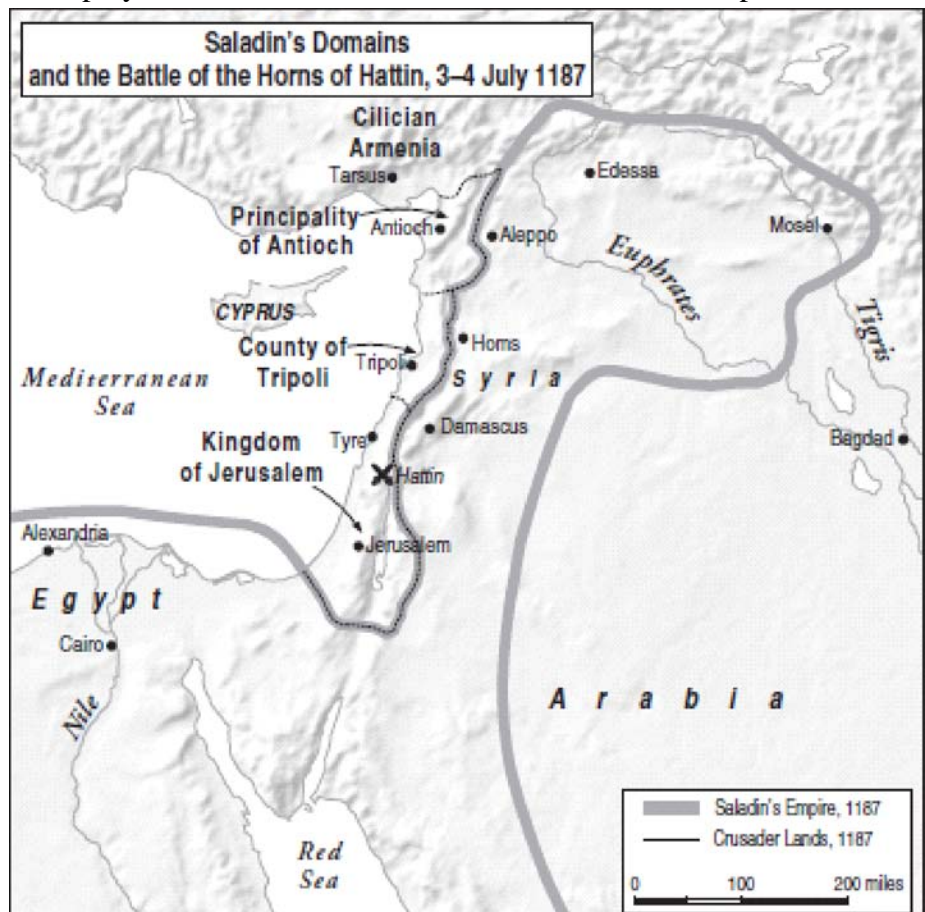 Saladin's Domains
and the Battle of the Horns of Hattin, 3–4 July 1187
Cilician
Armenia
Tarsus
Edessa
Principality
of Antioch
Antioch
Aleppo
Mosel
Euphrates
Tigris
CYPRUS
Homs
County of
Tripoli
Tripoli
Syria
Mediterranean
Sea
Damascus
Tyre
Bagdad
Kingdom
of Jerusalem
Hattin
Alexandria
Jerusalem
Egypt
Cairo
Nile
Arabia
Red
Sea
Saladin's Empire, 1187
Crusader Lands, 1187
0 100 200 miles